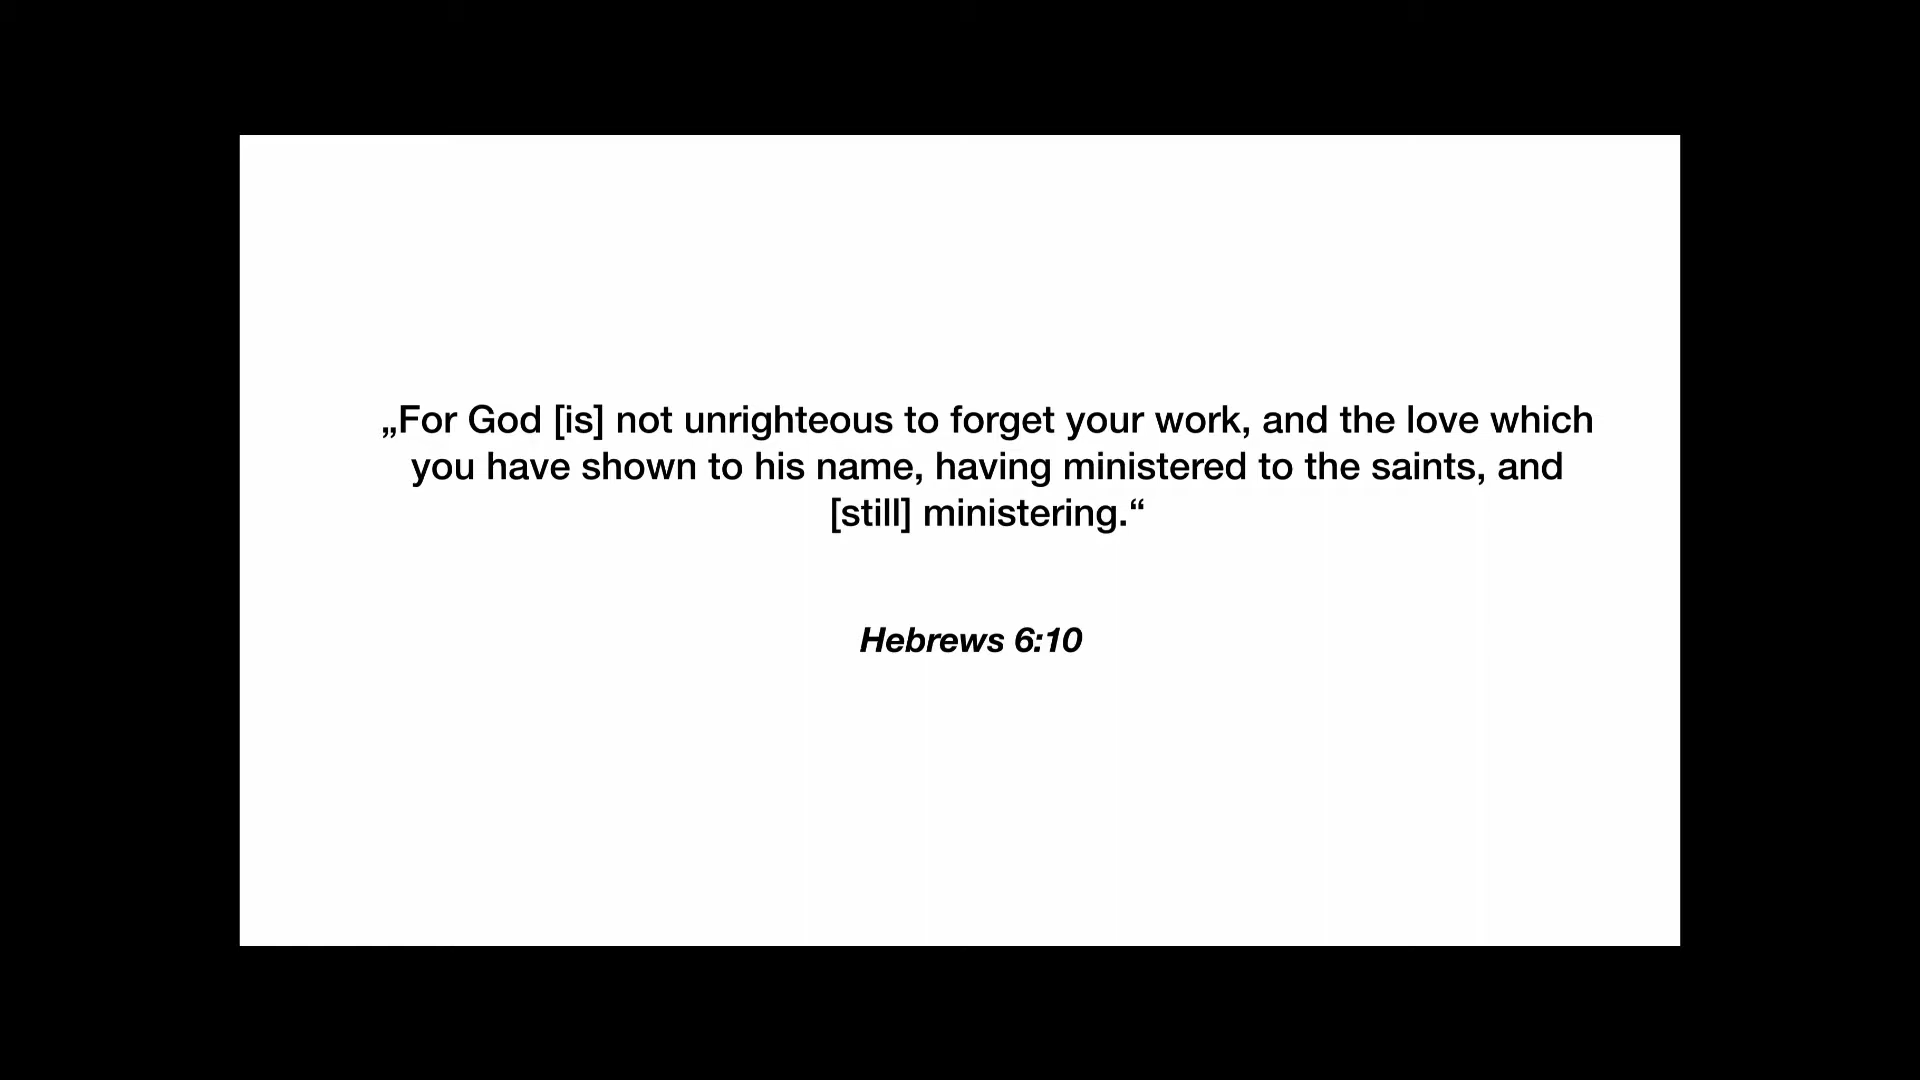 „For God [is] not unrighteous to forget your work, and the love which
you have shown to his name, having ministered to the saints, and
[still] ministering.“
Hebrews 6:10